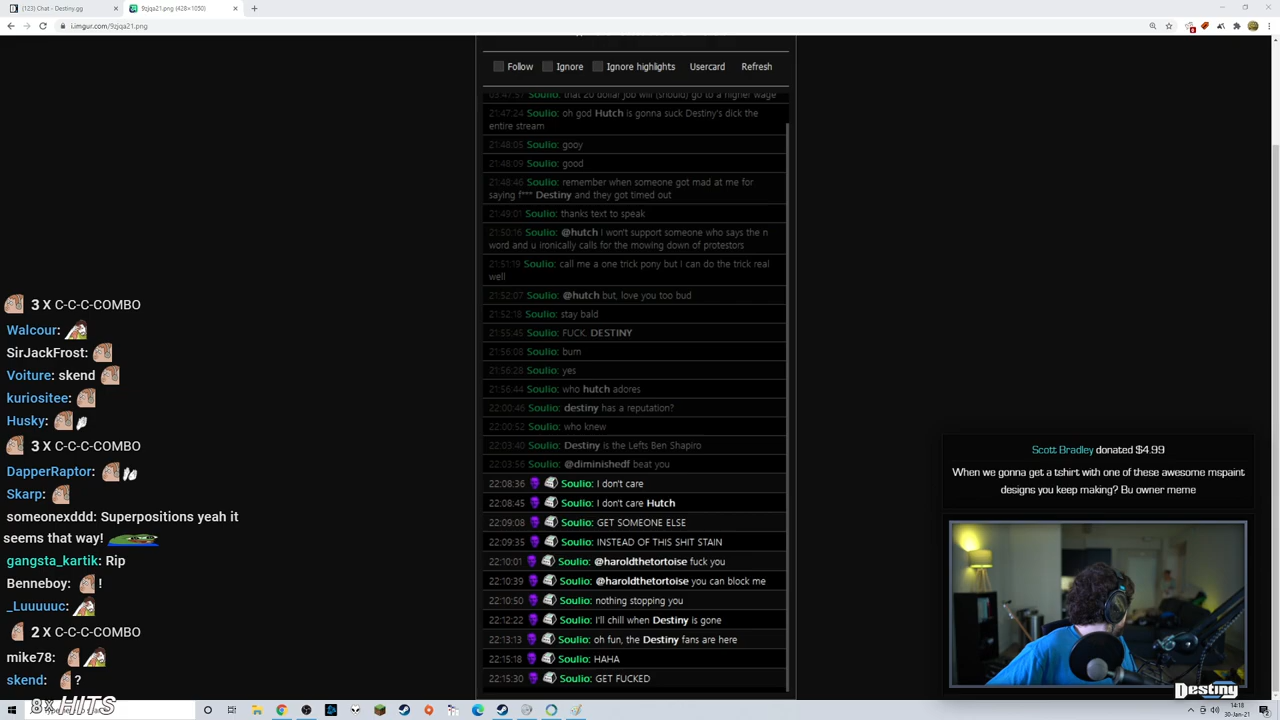 (123) Chat - Destiny.gg
9zjqa21.png (428×1050)
i.imgur.com/9zjqa21.png
Follow Ignore Ignore highlights Usercard Refresh
03:47:57 Soulio: that 20 dollar job will (should) go to a higher wage
21:47:24 Soulio: oh god Hutch is gonna suck Destiny's dick the
entire stream
21:48:05 Soulio: gooy
21:48:09 Soulio: good
21:48:46 Soulio: remember when someone got mad at me for
saying f*** Destiny and they got timed out
21:49:01 Soulio: thanks text to speak
21:50:16 Soulio: @hutch I won't support someone who says the n
word and u ironically calls for the mowing down of protestors
21:51:19 Soulio: call me a one trick pony but I can do the trick real
well
21:52:07 Soulio: @hutch but, love you too bud
21:52:18 Soulio: stay bald
21:55:45 Soulio: FUCK. DESTINY
21:56:08 Soulio: burn
21:56:28 Soulio: yes
21:56:44 Soulio: who hutch adores
22:00:46 Soulio: destiny has a reputation?
22:00:52 Soulio: who knew
22:03:40 Soulio: Destiny is the Lefts Ben Shapiro
22:03:56 Soulio: @diminishedf beat you
22:08:36 Soulio: I don't care
22:08:45 Soulio: I don't care Hutch
22:09:08 Soulio: GET SOMEONE ELSE
22:09:35 Soulio: INSTEAD OF THIS SHIT STAIN
22:10:01 Soulio: @haroldthetortoise fuck you
22:10:39 Soulio: @haroldthetortoise you can block me
22:10:50 Soulio: nothing stopping you
22:12:22 Soulio: I'll chill when Destiny is gone
22:13:13 Soulio: oh fun, the Destiny fans are here
22:15:18 Soulio: HAHA
22:15:30 Soulio: GET FUCKED
3 X C-C-C-COMBO
Walcour:
SirJackFrost:
Voiture: skend
kuriositee:
Husky:
3 X C-C-C-COMBO
DapperRaptor:
Skarp:
someonexddd: Superpositions yeah it
seems that way!
gangsta_kartik: Rip
Benneboy: !
_Luuuuuc:
2 X C-C-C-COMBO
mike78:
skend: ?
8× HITS
Scott Bradley donated $4.99
When we gonna get a tshirt with one of these awesome mspaint
designs you keep making? Bu owner meme
Destiny
14:18
30-Jan-21